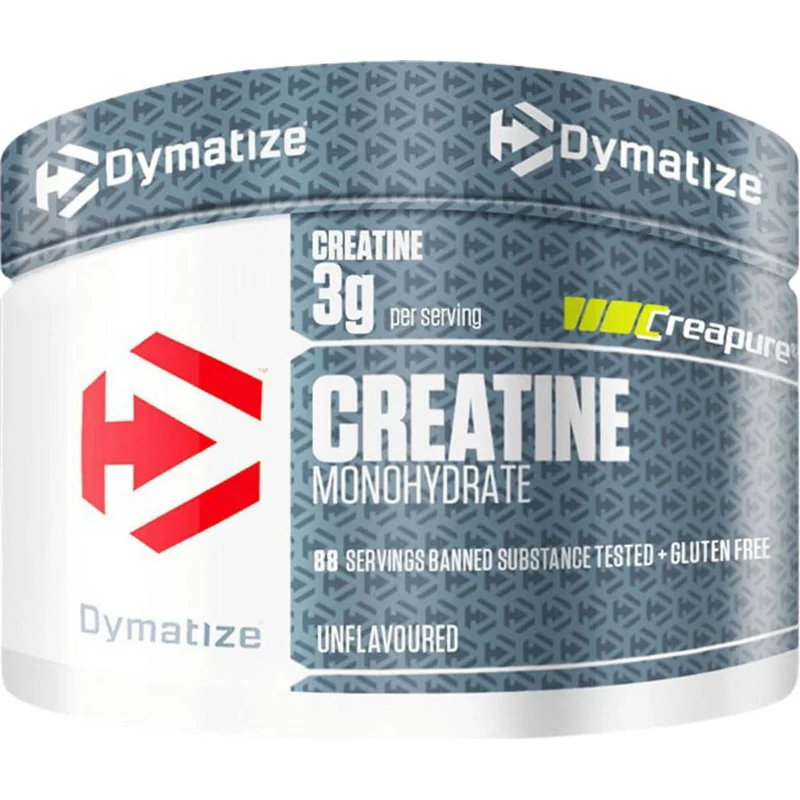 Dymatize
Dymatize
CREATINE
3g per serving
Creapure®
CREATINE
MONOHYDRATE
88 SERVINGS BANNED SUBSTANCE TESTED + GLUTEN FREE
Dymatize
UNFLAVOURED